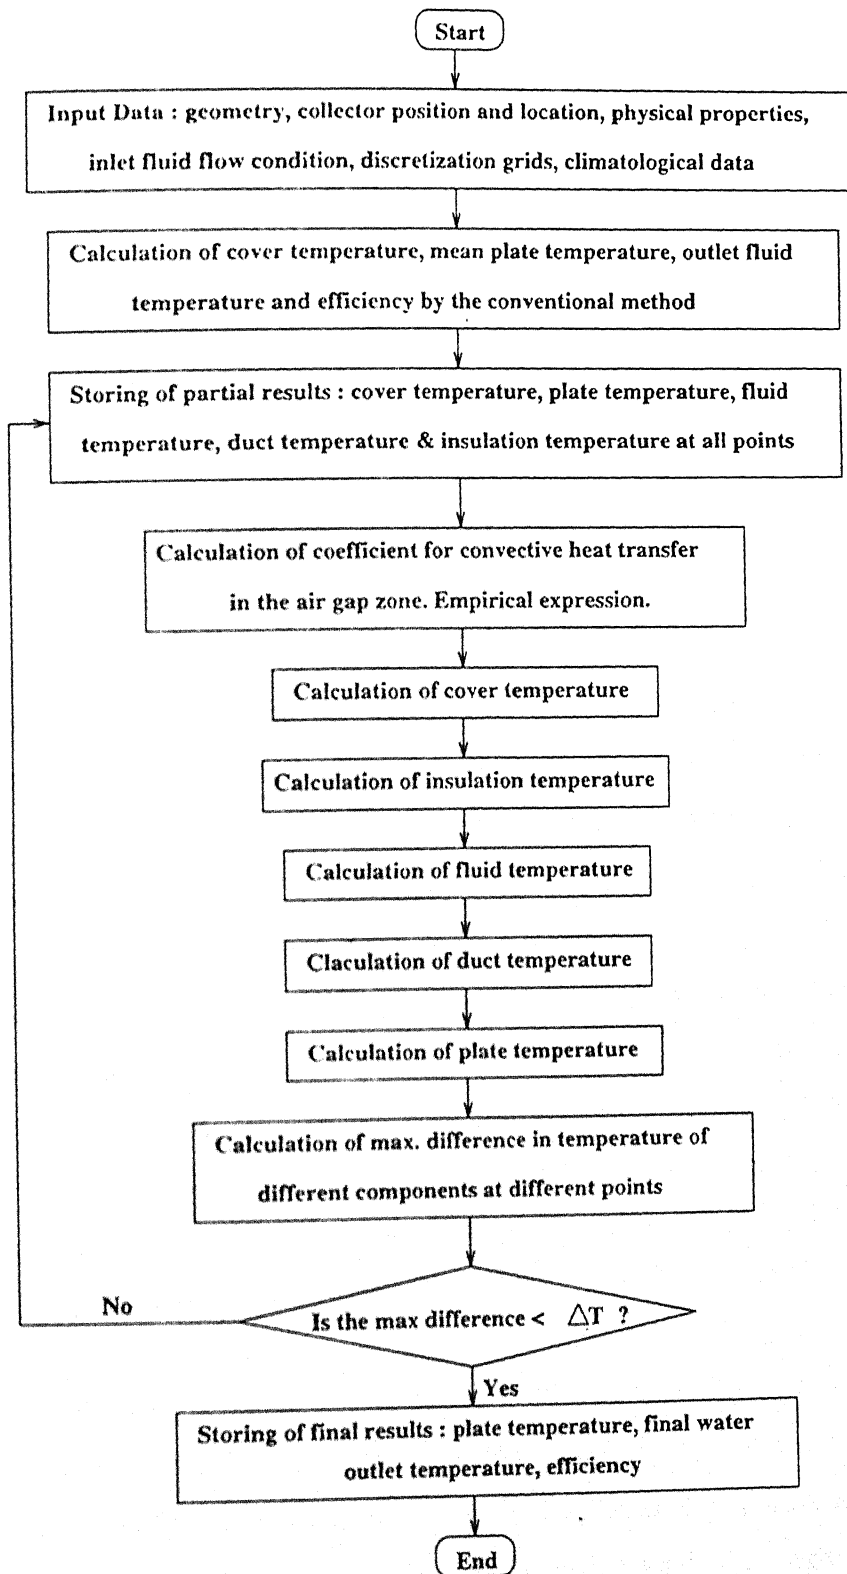 Start
Input Data : geometry, collector position and location, physical properties,
inlet fluid flow condition, discretization grids, climatological data
Calculation of cover temperature, mean plate temperature, outlet fluid
temperature and efficiency by the conventional method
Storing of partial results : cover temperature, plate temperature, fluid
temperature, duct temperature & insulation temperature at all points
Calculation of coefficient for convective heat transfer
in the air gap zone. Empirical expression.
Calculation of cover temperature
Calculation of insulation temperature
Calculation of fluid temperature
Claculation of duct temperature
Calculation of plate temperature
Calculation of max. difference in temperature of
different components at different points
No
Is the max difference < △T ?
Yes
Storing of final results : plate temperature, final water
outlet temperature, efficiency
End